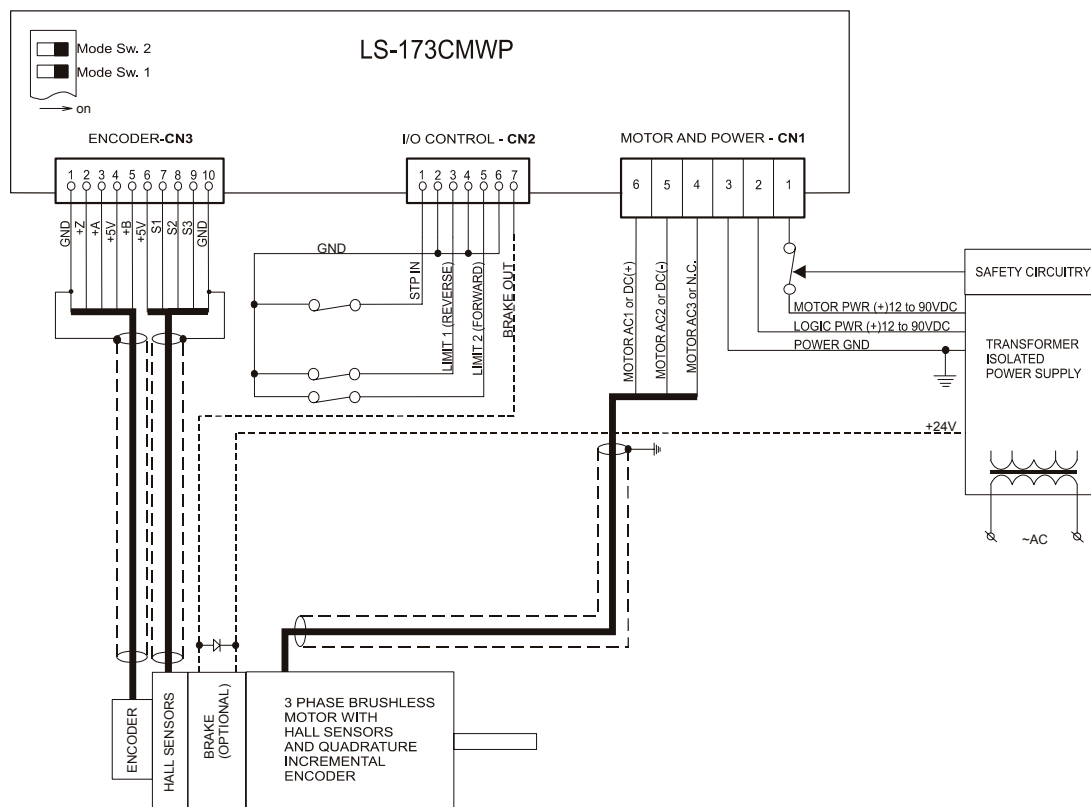 LS-173CMWP
Mode Sw. 2
Mode Sw. 1
on
ENCODER-CN3
I/O CONTROL - CN2
MOTOR AND POWER - CN1
1 2 3 4 5 6 7 8 9 10
1 2 3 4 5 6 7
6 5 4 3 2 1
GND
+Z
+A
+5V
+B
+5V
S1
S2
S3
GND
GND
STP IN
LIMIT 1 (REVERSE)
LIMIT 2 (FORWARD)
BRAKE OUT
MOTOR AC1 or DC(+)
MOTOR AC2 or DC(-)
MOTOR AC3 or N.C.
SAFETY CIRCUITRY
MOTOR PWR (+)12 to 90VDC
LOGIC PWR (+)12 to 90VDC
POWER GND
TRANSFORMER
ISOLATED
POWER SUPPLY
+24V
~AC
ENCODER
HALL SENSORS
BRAKE
(OPTIONAL)
3 PHASE BRUSHLESS
MOTOR WITH
HALL SENSORS
AND QUADRATURE
INCREMENTAL
ENCODER